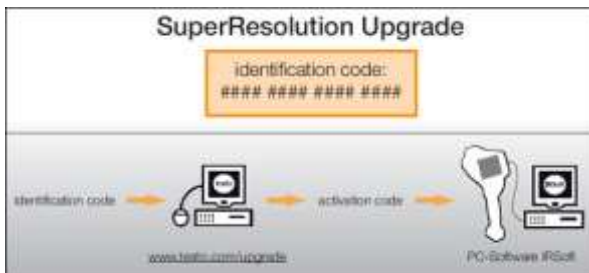 SuperResolution Upgrade
identification code:
#### #### #### ####
identification code
activation code
www.testo.com/upgrade
PC-Software IRSoft